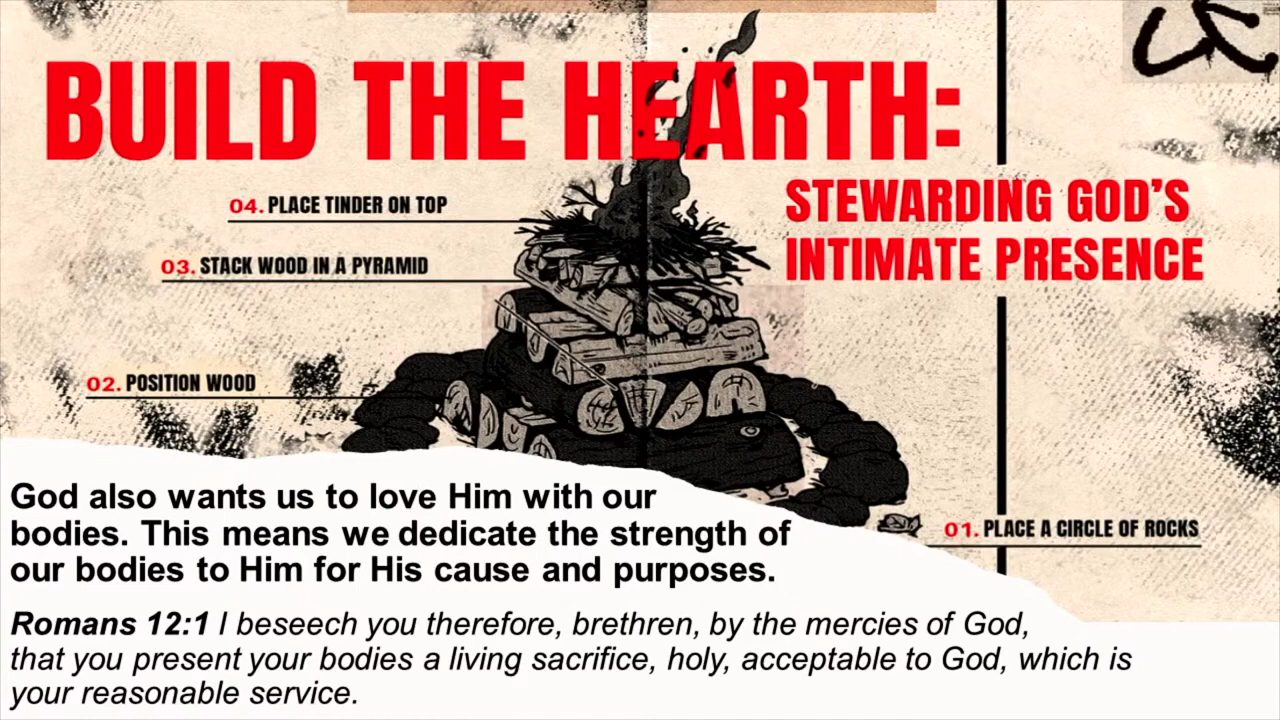 BUILD THE HEARTH:
STEWARDING GOD'S
INTIMATE PRESENCE
04. PLACE TINDER ON TOP
03. STACK WOOD IN A PYRAMID
02. POSITION WOOD
01. PLACE A CIRCLE OF ROCKS
God also wants us to love Him with our
bodies. This means we dedicate the strength of
our bodies to Him for His cause and purposes.
Romans 12:1 I beseech you therefore, brethren, by the mercies of God,
that you present your bodies a living sacrifice, holy, acceptable to God, which is
your reasonable service.